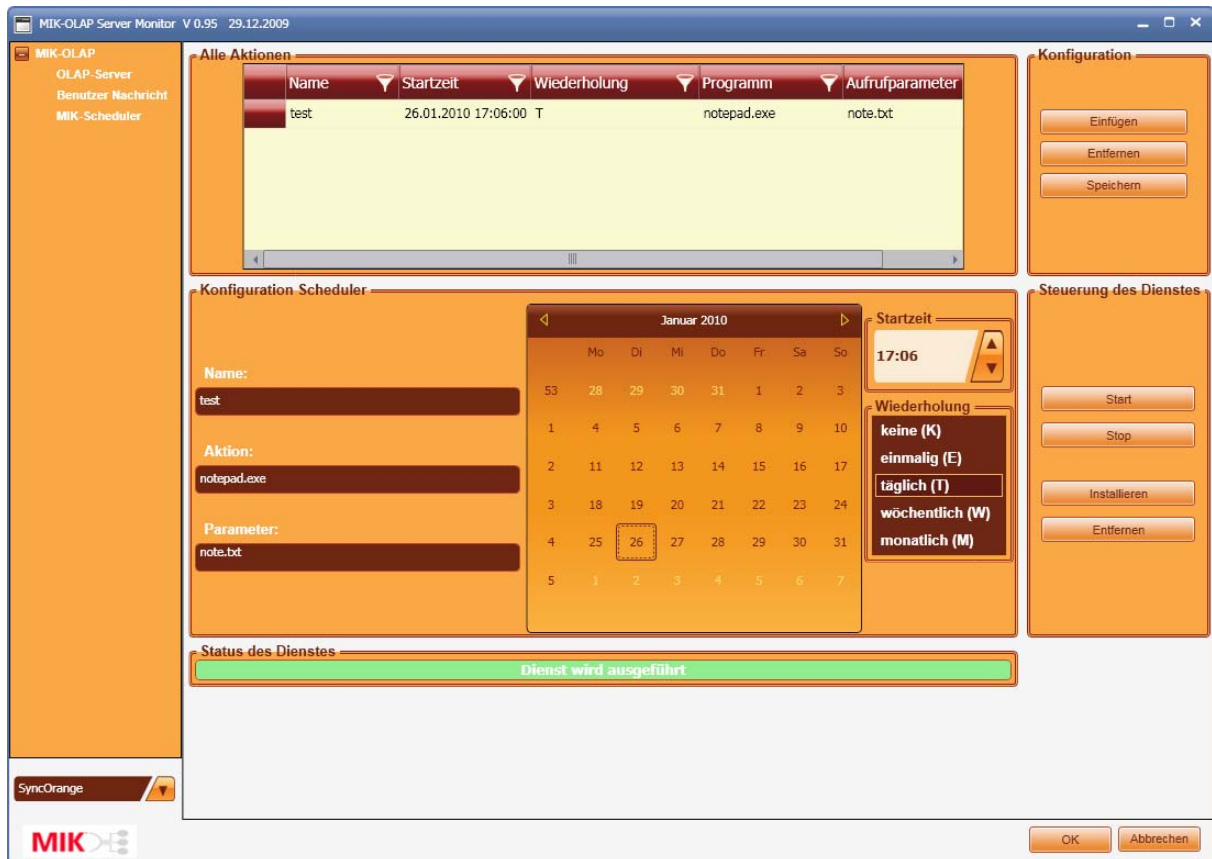 MIK-OLAP Server Monitor V 0.95 29.12.2009
MIK-OLAP
OLAP-Server
Benutzer Nachricht
MIK-Scheduler
Alle Aktionen
Name Startzeit Wiederholung Programm Aufrufparameter
test 26.01.2010 17:06:00 T notepad.exe note.txt
Konfiguration
Einfügen
Entfernen
Speichern
Konfiguration Scheduler
Name:
test
Aktion:
notepad.exe
Parameter:
note.txt
Januar 2010
Mo Di Mi Do Fr Sa So
53 28 29 30 31 1 2 3
1 4 5 6 7 8 9 10
2 11 12 13 14 15 16 17
3 18 19 20 21 22 23 24
4 25 26 27 28 29 30 31
5 1 2 3 4 5 6 7
Startzeit
17:06
Wiederholung
keine (K)
einmalig (E)
täglich (T)
wöchentlich (W)
monatlich (M)
Steuerung des Dienstes
Start
Stop
Installieren
Entfernen
Status des Dienstes
Dienst wird ausgeführt
SyncOrange
MIK
OK Abbrechen